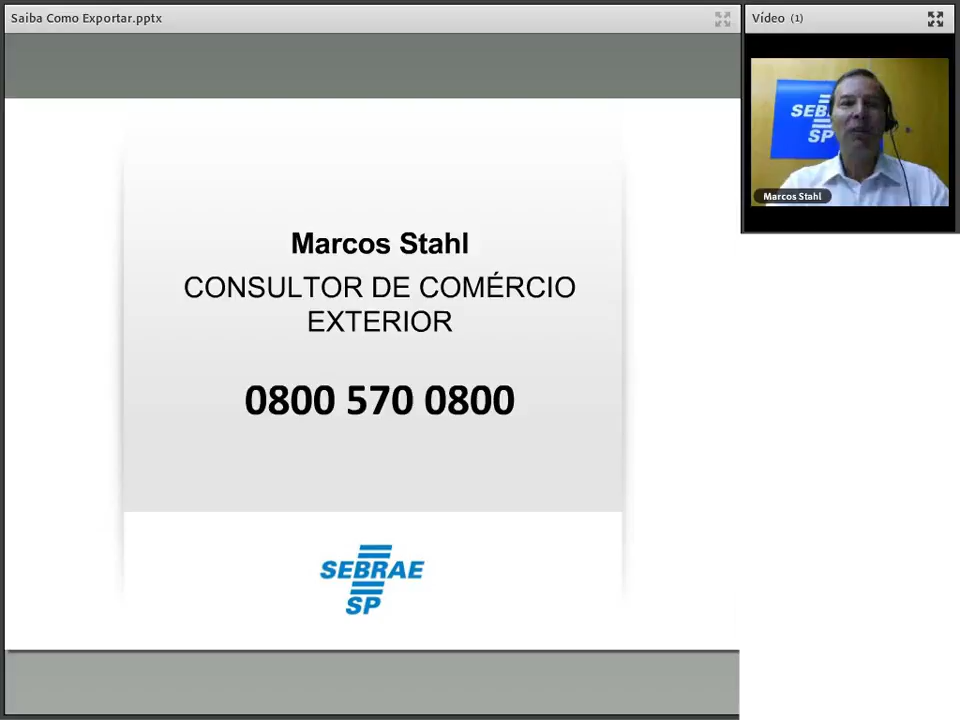 Saiba Como Exportar.pptx
Vídeo (1)
SEB
SP
Marcos Stahl
Marcos Stahl
CONSULTOR DE COMÉRCIO
EXTERIOR
0800 570 0800
SEBRAE
SP